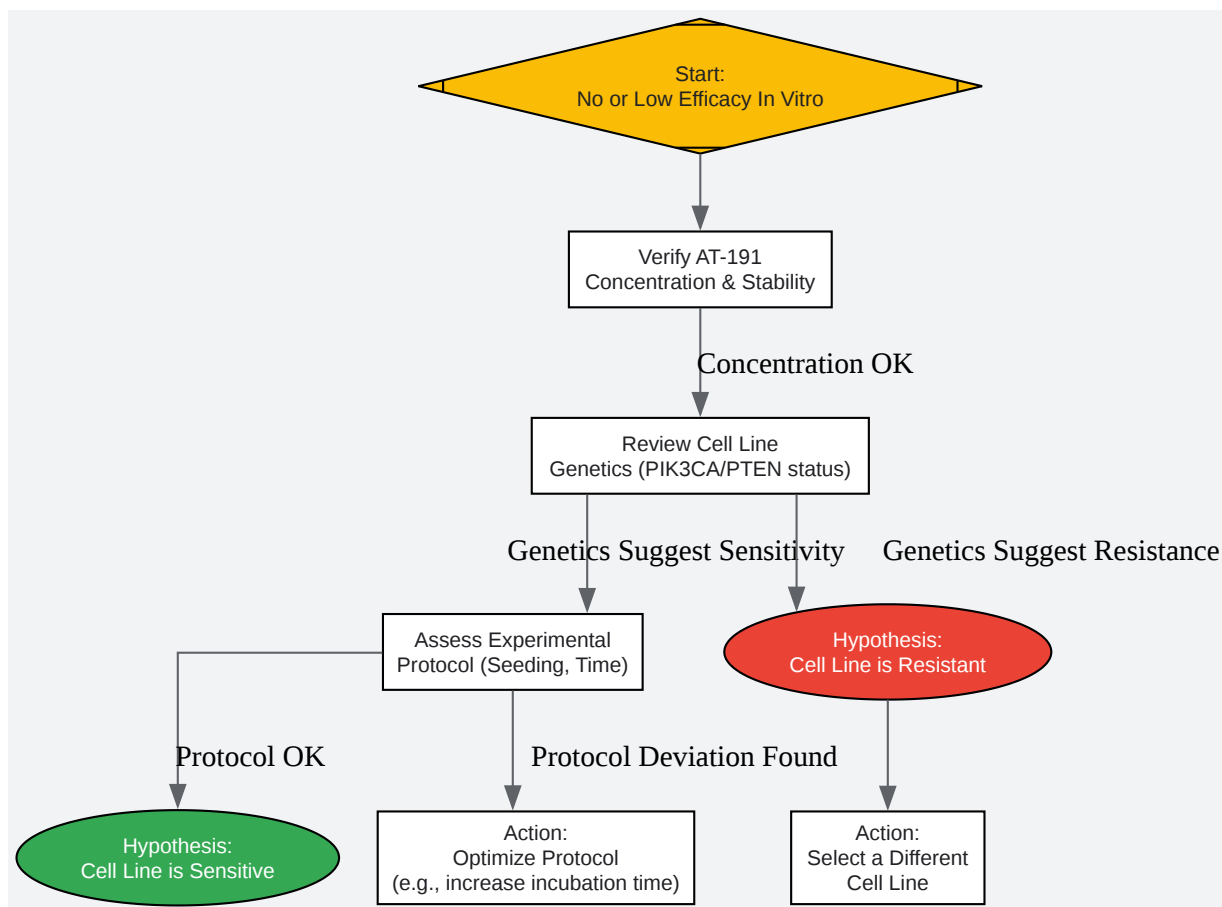 Start:
No or Low Efficacy In Vitro
Verify AT-191
Concentration & Stability
Concentration OK
Review Cell Line
Genetics (PIK3CA/PTEN status)
Genetics Suggest Sensitivity
Genetics Suggest Resistance
Assess Experimental
Protocol (Seeding, Time)
Hypothesis:
Cell Line is Resistant
Protocol OK
Protocol Deviation Found
Hypothesis:
Cell Line is Sensitive
Action:
Optimize Protocol
(e.g., increase incubation time)
Action:
Select a Different
Cell Line